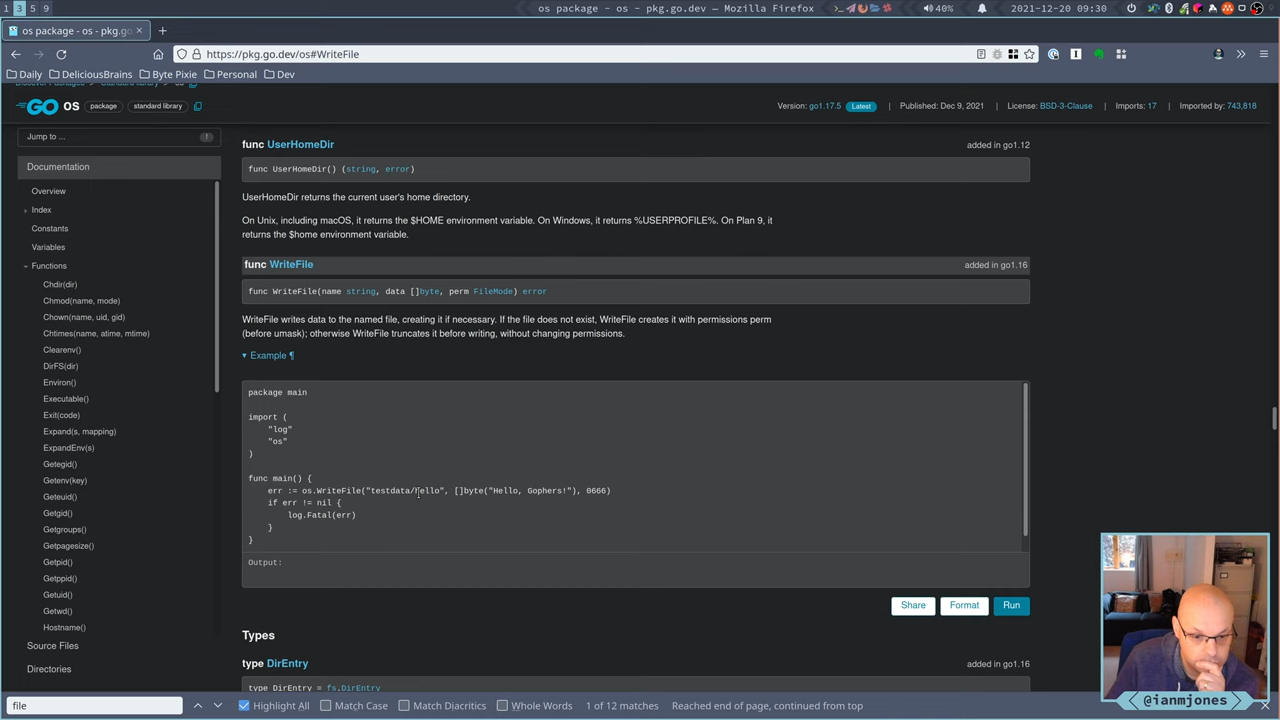 1 3 5 9
os package - os - pkg.go.dev — Mozilla Firefox
40%
2021-12-20 09:30
os package - os - pkg.go
https://pkg.go.dev/os#WriteFile
Daily DeliciousBrains Byte Pixie Personal Dev
GO os package standard library
Version: go1.17.5 Latest Published: Dec 9, 2021 License: BSD-3-Clause Imports: 17 Imported by: 743,818
Jump to ...
Documentation
Overview
Index
Constants
Variables
Functions
Chdir(dir)
Chmod(name, mode)
Chown(name, uid, gid)
Chtimes(name, atime, mtime)
Clearenv()
DirFS(dir)
Environ()
Executable()
Exit(code)
Expand(s, mapping)
ExpandEnv(s)
Getegid()
Getenv(key)
Geteuid()
Getgid()
Getgroups()
Getpagesize()
Getpid()
Getppid()
Getuid()
Getwd()
Hostname()
Source Files
Directories
func UserHomeDir added in go1.12
func UserHomeDir() (string, error)
UserHomeDir returns the current user's home directory.
On Unix, including macOS, it returns the $HOME environment variable. On Windows, it returns %USERPROFILE%. On Plan 9, it
returns the $home environment variable.
func WriteFile added in go1.16
func WriteFile(name string, data []byte, perm FileMode) error
WriteFile writes data to the named file, creating it if necessary. If the file does not exist, WriteFile creates it with permissions perm
(before umask); otherwise WriteFile truncates it before writing, without changing permissions.
▾ Example ¶
package main
import (
"log"
"os"
)
func main() {
err := os.WriteFile("testdata/hello", []byte("Hello, Gophers!"), 0666)
if err != nil {
log.Fatal(err)
}
}
Output:
Share Format Run
Types
type DirEntry added in go1.16
type DirEntry = fs.DirEntry
file
Highlight All Match Case Match Diacritics Whole Words 1 of 12 matches Reached end of page, continued from top
@ianmjones